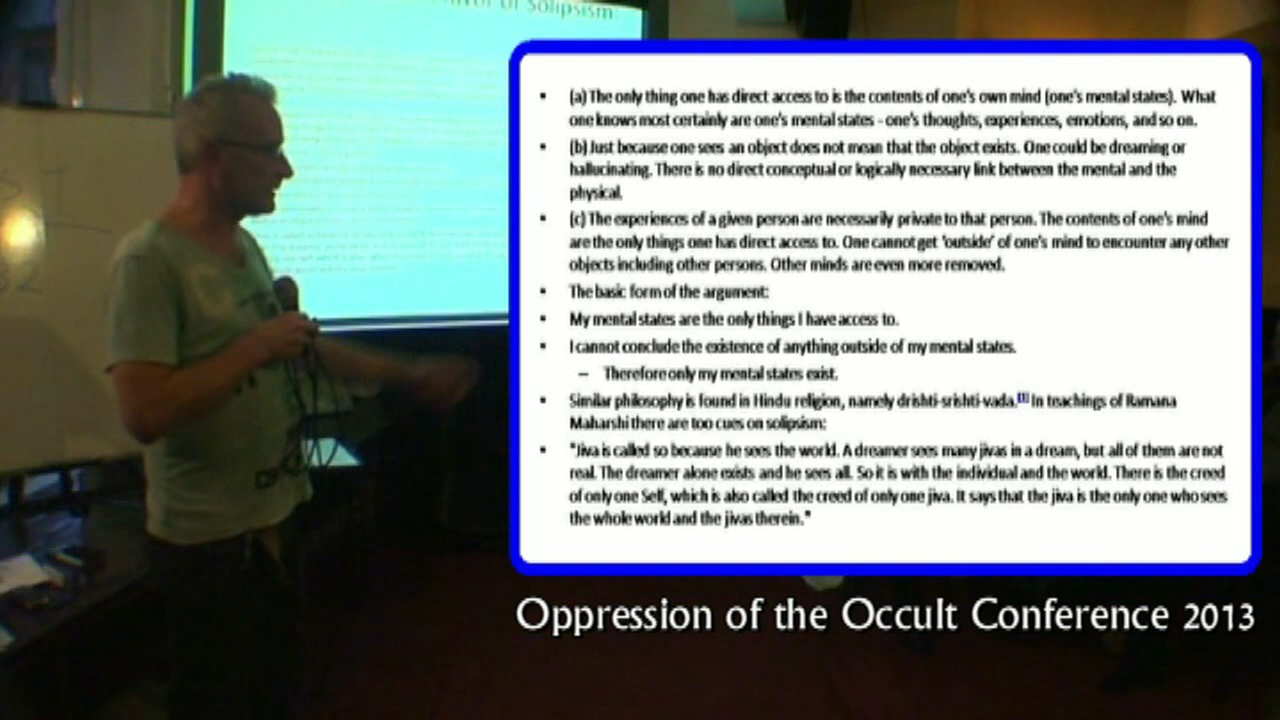 of Solipsism
• (a) The only thing one has direct access to is the contents of one's own mind (one's mental states). What
one knows most certainly are one's mental states - one's thoughts, experiences, emotions, and so on.
• (b) Just because one sees an object does not mean that the object exists. One could be dreaming or
hallucinating. There is no direct conceptual or logically necessary link between the mental and the
physical.
• (c) The experiences of a given person are necessarily private to that person. The contents of one's mind
are the only things one has direct access to. One cannot get 'outside' of one's mind to encounter any other
objects including other persons. Other minds are even more removed.
• The basic form of the argument:
• My mental states are the only things I have access to.
• I cannot conclude the existence of anything outside of my mental states.
– Therefore only my mental states exist.
• Similar philosophy is found in Hindu religion, namely drishti-srishti-vada.[1] In teachings of Ramana
Maharshi there are too cues on solipsism:
• "Jiva is called so because he sees the world. A dreamer sees many jivas in a dream, but all of them are not
real. The dreamer alone exists and he sees all. So it is with the individual and the world. There is the creed
of only one Self, which is also called the creed of only one jiva. It says that the jiva is the only one who sees
the whole world and the jivas therein."
Oppression of the Occult Conference 2013